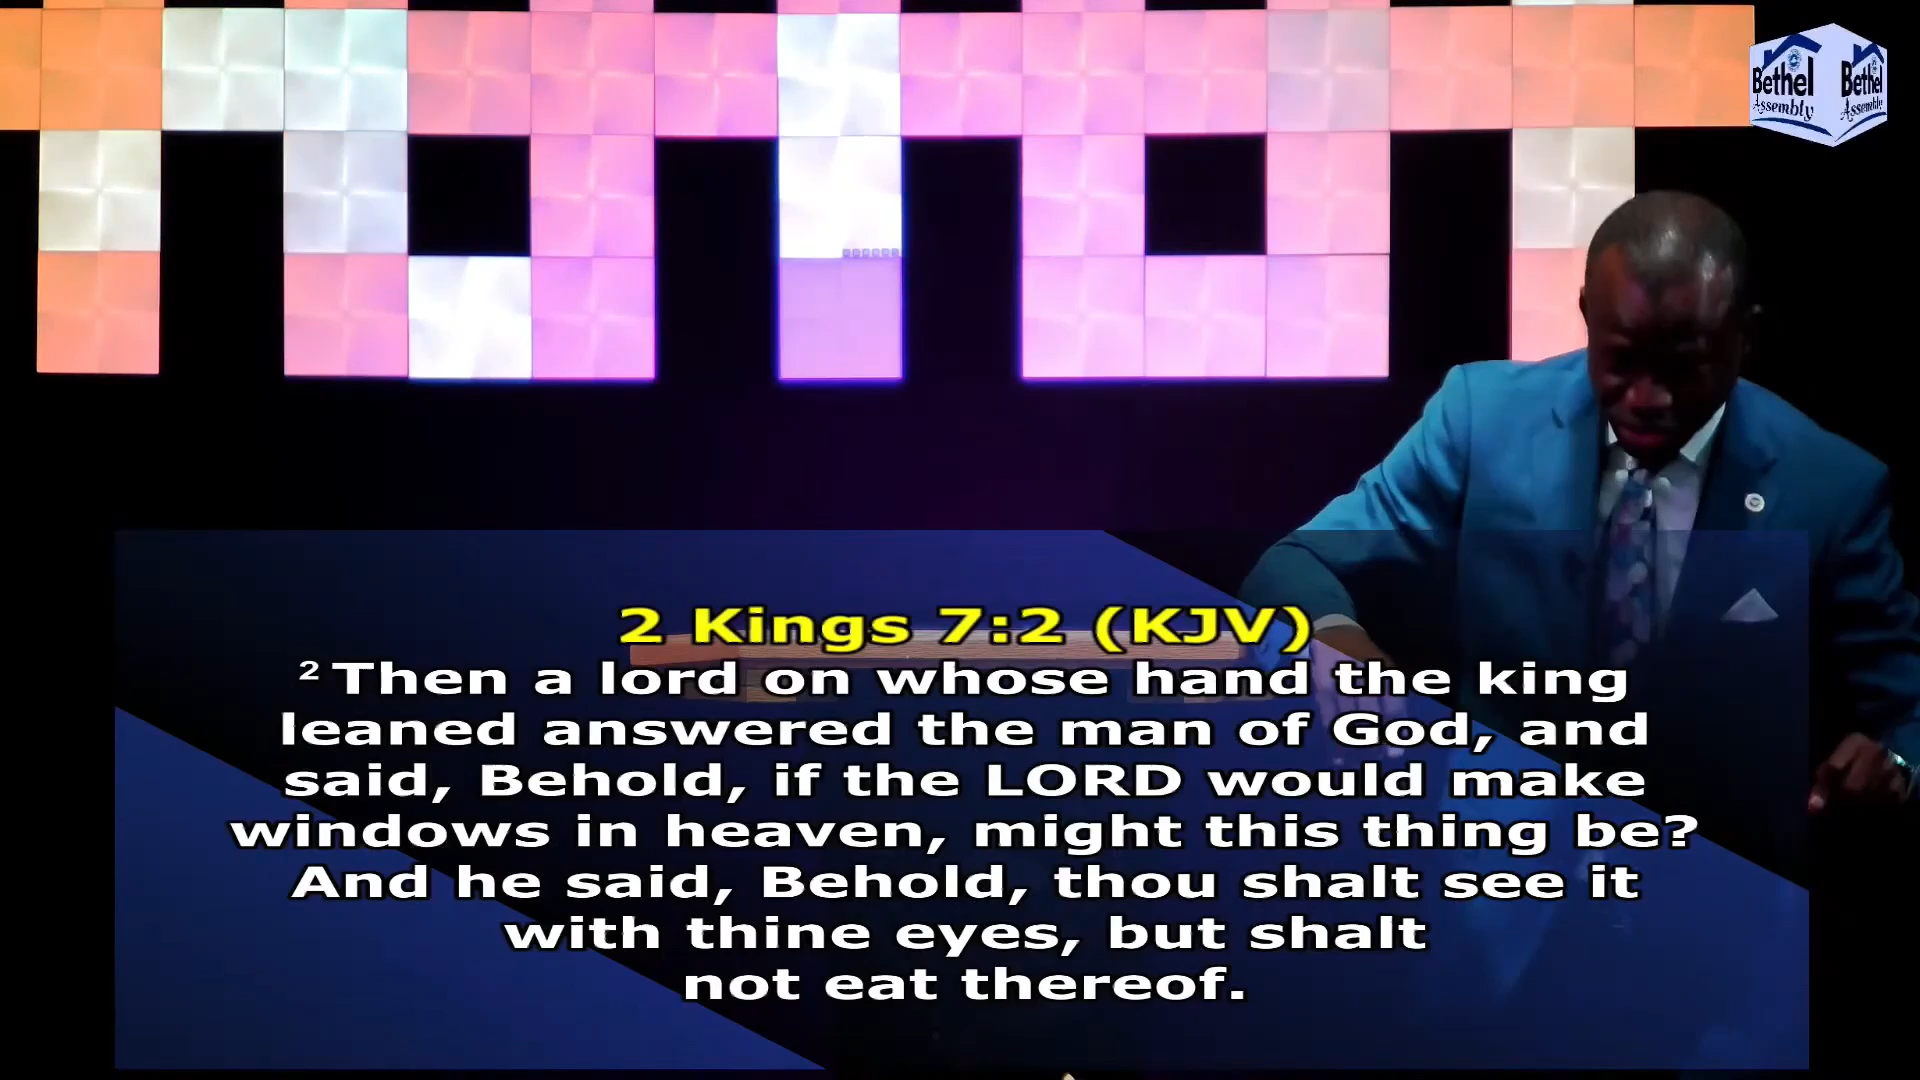 Bethel Bethel
Assembly Assembly
2 Kings 7:2 (KJV)
2 Then a lord on whose hand the king
leaned answered the man of God, and
said, Behold, if the LORD would make
windows in heaven, might this thing be?
And he said, Behold, thou shalt see it
with thine eyes, but shalt
not eat thereof.